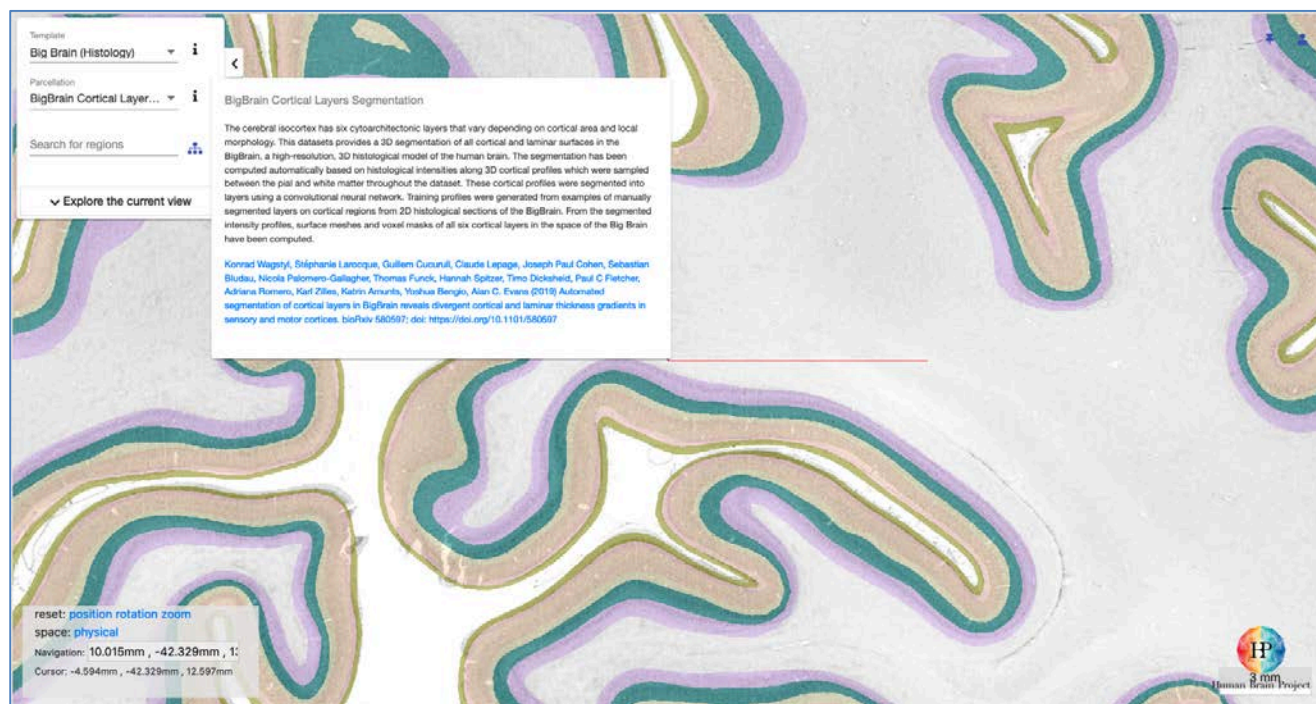 Template
Big Brain (Histology)
Parcellation
BigBrain Cortical Layer...
Search for regions
Explore the current view
BigBrain Cortical Layers Segmentation
The cerebral isocortex has six cytoarchitectonic layers that vary depending on cortical area and local
morphology. This datasets provides a 3D segmentation of all cortical and laminar surfaces in the
BigBrain, a high-resolution, 3D histological model of the human brain. The segmentation has been
computed automatically based on histological intensities along 3D cortical profiles which were sampled
between the pial and white matter throughout the dataset. These cortical profiles were segmented into
layers using a convolutional neural network. Training profiles were generated from examples of manually
segmented layers on cortical regions from 2D histological sections of the BigBrain. From the segmented
intensity profiles, surface meshes and voxel masks of all six cortical layers in the space of the Big Brain
have been computed.
Konrad Wagstyl, Stéphanie Larocque, Guillem Cucurull, Claude Lepage, Joseph Paul Cohen, Sebastian
Bludau, Nicola Palomero-Gallagher, Thomas Funck, Hannah Spitzer, Timo Dickscheid, Paul C Fletcher,
Adriana Romero, Karl Zilles, Katrin Amunts, Yoshua Bengio, Alan C. Evans (2019) Automated
segmentation of cortical layers in BigBrain reveals divergent cortical and laminar thickness gradients in
sensory and motor cortices. bioRxiv 580597; doi: https://doi.org/10.1101/580597
reset: position rotation zoom
space: physical
Navigation: 10.015mm , -42.329mm , 1
Cursor: -4.594mm , -42.329mm , 12.597mm
HP
3 mm
Human Brain Project